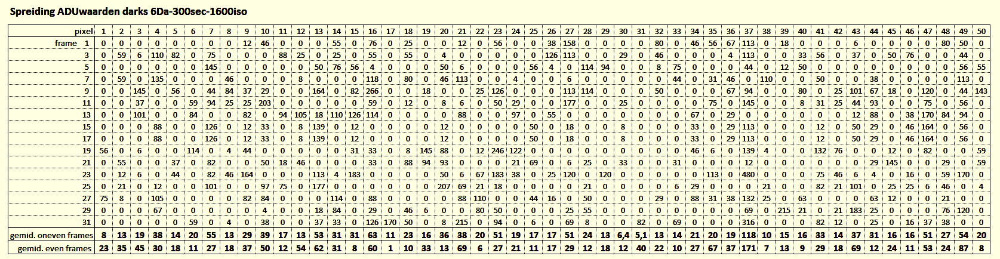 Spreiding ADUwaarden darks 6Da-300sec-1600iso
pixel 1 2 3 4 5 6 7 8 9 10 11 12 13 14 15 16 17 18 19 20 21 22 23 24 25 26 27 28 29 30 31 32 33 34 35 36 37 38 39 40 41 42 43 44 45 46 47 48 49 50
frame 1 0 0 0 0 0 0 0 0 12 46 0 0 0 55 0 76 0 25 0 0 12 0 56 0 0 38 158 0 0 0 0 80 0 46 56 67 113 0 18 0 0 0 6 0 0 0 0 80 50 0
3 0 59 6 110 82 0 75 0 0 0 88 25 0 25 0 55 0 55 0 4 0 0 0 0 0 126 113 0 0 29 0 46 0 0 0 4 113 0 0 33 56 0 37 0 50 76 0 0 44 0
5 0 0 0 0 0 0 145 0 0 0 0 0 50 76 56 4 0 0 0 50 6 0 0 0 56 4 0 114 94 0 0 8 75 0 0 0 44 0 12 50 0 0 0 0 0 0 0 0 56 55
7 0 59 0 135 0 0 0 46 0 0 0 8 0 0 0 118 0 80 0 46 113 0 0 4 0 0 6 0 0 0 0 0 44 0 31 46 0 110 0 0 50 0 0 38 0 0 0 0 113 0
9 0 0 145 0 56 0 44 84 37 29 0 0 164 0 82 266 0 0 18 0 0 25 126 0 0 0 113 114 0 0 0 50 0 0 0 67 94 0 0 80 0 25 101 67 18 0 120 0 44 143
11 0 0 37 0 0 59 94 25 25 203 0 0 0 0 0 59 0 12 0 8 6 0 50 29 0 0 177 0 0 25 0 0 0 0 75 0 145 0 0 8 31 25 44 93 0 0 75 0 56 0
13 0 0 101 0 0 84 0 0 82 0 94 105 18 110 126 114 0 0 0 0 88 0 0 97 0 55 0 0 0 0 0 0 0 67 0 29 0 0 0 0 0 0 12 88 0 38 170 84 94 0
15 0 0 0 88 0 0 126 0 12 33 0 8 139 0 12 0 0 0 0 12 0 0 0 0 50 0 18 0 0 8 0 0 0 33 0 29 113 0 0 0 12 0 50 29 0 46 164 0 56 0
17 0 0 0 88 0 0 126 0 12 33 0 8 139 0 12 0 0 0 0 12 0 0 0 0 50 0 18 0 0 8 0 0 0 33 0 29 113 0 0 0 12 0 50 29 0 46 164 0 56 0
19 56 0 6 0 0 114 0 4 44 0 0 0 0 0 31 33 0 8 145 88 0 12 246 122 0 0 0 0 0 0 0 0 0 46 6 0 139 4 0 0 132 76 0 0 12 0 82 0 0 59
21 0 55 0 0 37 0 82 0 0 50 18 46 0 0 0 33 0 88 94 93 0 0 0 21 69 0 6 25 0 33 0 0 31 0 0 0 12 0 0 0 0 0 0 29 145 0 0 29 0 59
23 0 12 6 0 44 0 82 46 164 0 0 0 113 4 183 0 0 0 0 50 6 67 183 38 0 25 120 0 120 0 0 0 0 0 113 0 480 0 0 0 75 46 6 4 0 16 0 59 170 0
25 0 21 0 12 0 0 101 0 0 97 75 0 177 0 0 0 0 0 0 207 69 21 18 0 0 0 0 21 0 0 0 0 6 29 0 0 0 21 0 0 82 21 101 0 25 25 6 46 0 4
27 75 8 0 105 0 0 0 0 82 84 0 0 0 114 0 88 0 0 0 0 88 110 0 0 44 16 0 50 0 0 0 29 0 88 31 38 132 25 0 63 0 0 0 63 12 0 0 21 0 0
29 0 0 0 67 0 0 0 0 0 4 0 0 18 84 0 29 0 46 6 0 0 80 50 0 0 0 25 55 0 0 0 0 0 0 0 0 69 0 215 21 0 21 183 25 0 0 0 76 120 0
31 0 0 0 0 0 59 0 4 0 38 0 0 37 33 0 126 170 50 0 8 215 0 94 0 6 0 69 8 0 0 82 0 69 0 0 0 316 0 0 0 82 12 0 25 0 16 37 38 0 0
gemid. oneven frames 8 13 19 38 14 20 55 13 29 39 17 13 53 31 31 63 11 23 16 36 38 20 51 19 17 17 51 24 13 6,4 5,1 13 14 21 20 19 118 10 15 16 33 14 37 31 16 16 51 27 54 20
gemid. even frames 23 35 45 30 18 11 27 18 37 50 12 54 62 31 8 60 1 10 33 13 69 6 27 21 11 17 29 12 18 12 40 22 10 27 67 37 171 7 13 9 29 18 69 12 24 11 53 24 87 8